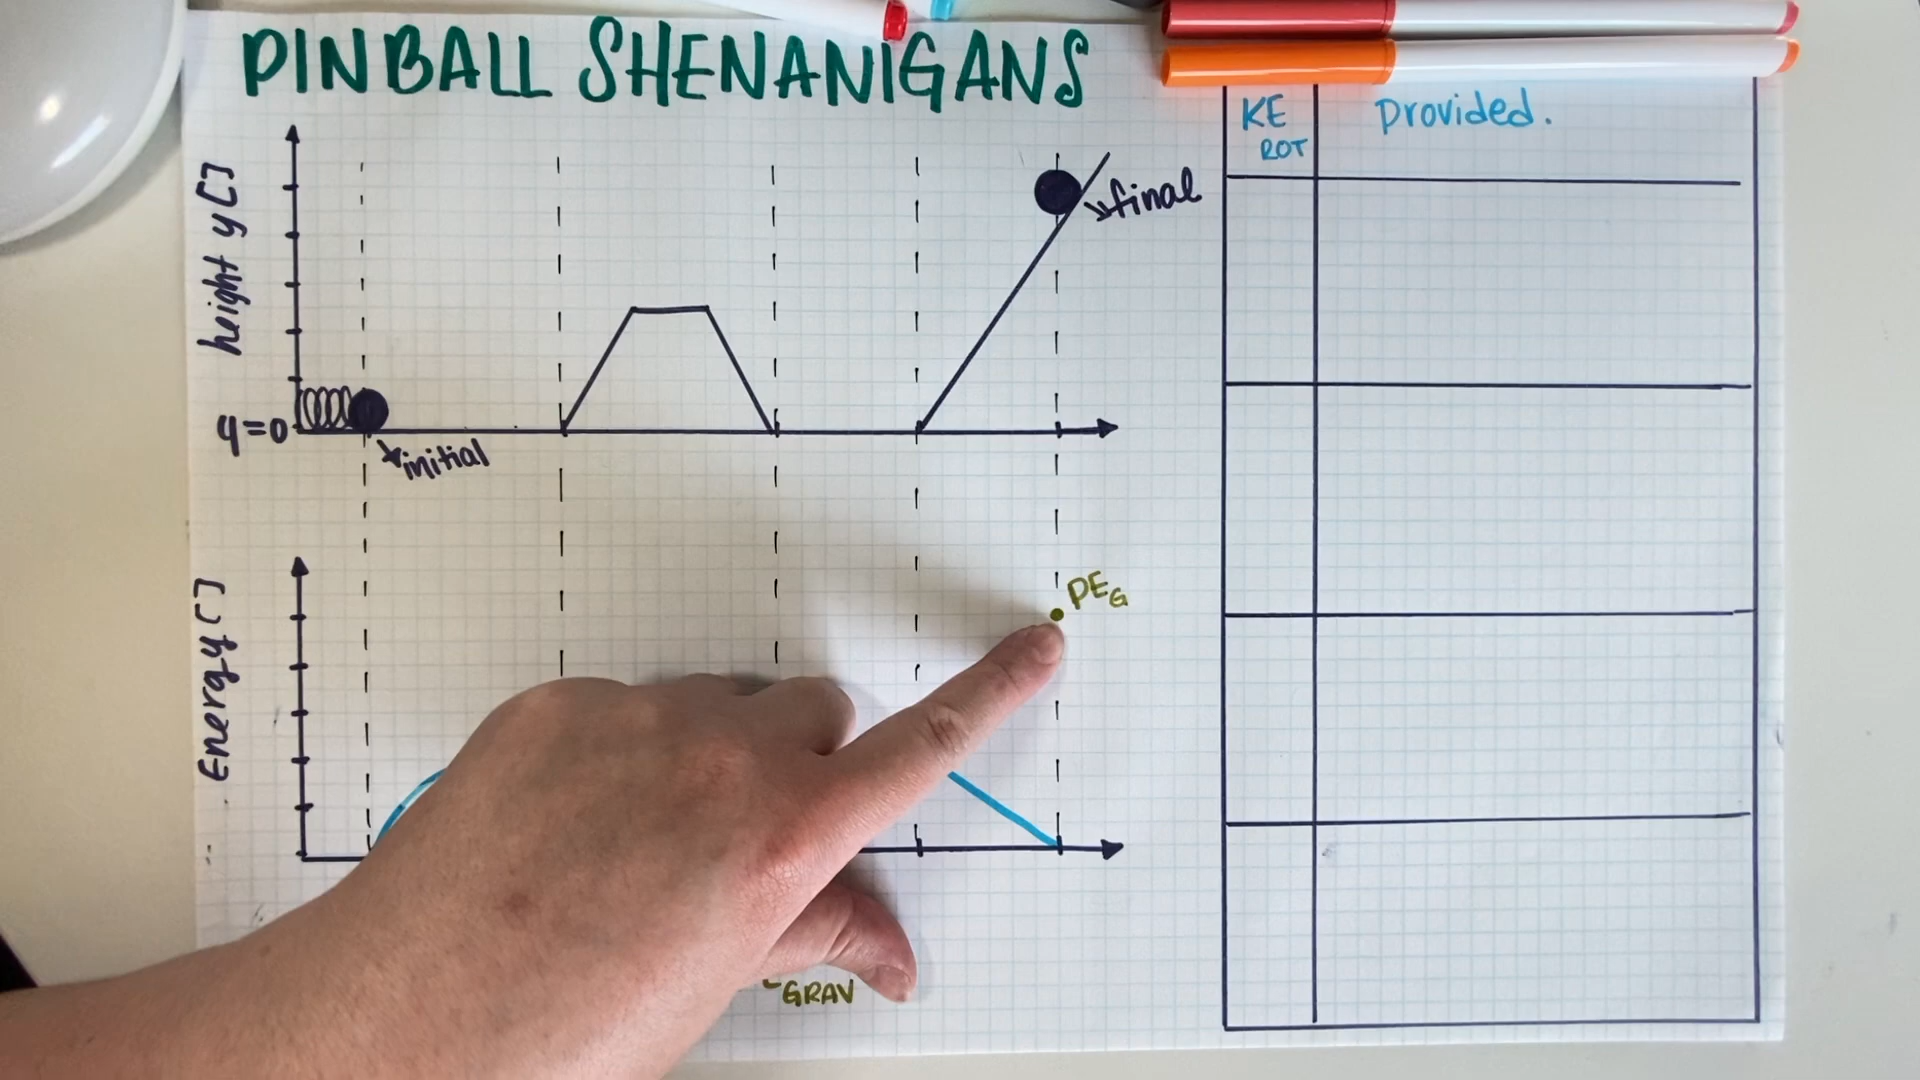 PINBALL SHENANIGANS
KE
ROT
Provided.
height y[]
final
y=0
initial
Energy[]
PEG
GRAV